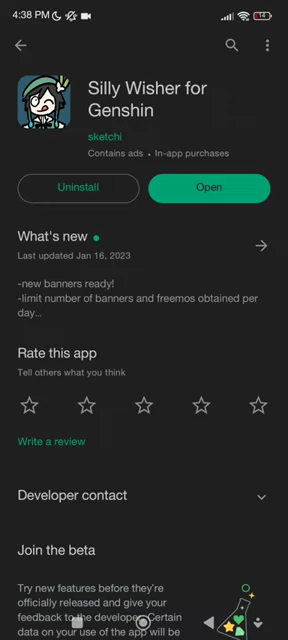 4:38 PM
14
Silly Wisher for
Genshin
sketchi
Contains ads • In-app purchases
Uninstall
Open
What's new
Last updated Jan 16, 2023
-new banners ready!
-limit number of banners and freemos obtained per
day...
Rate this app
Tell others what you think
Write a review
Developer contact
Join the beta
Try new features before they're
officially released and give your
feedback to the developer. Certain
data on your use of the app will be